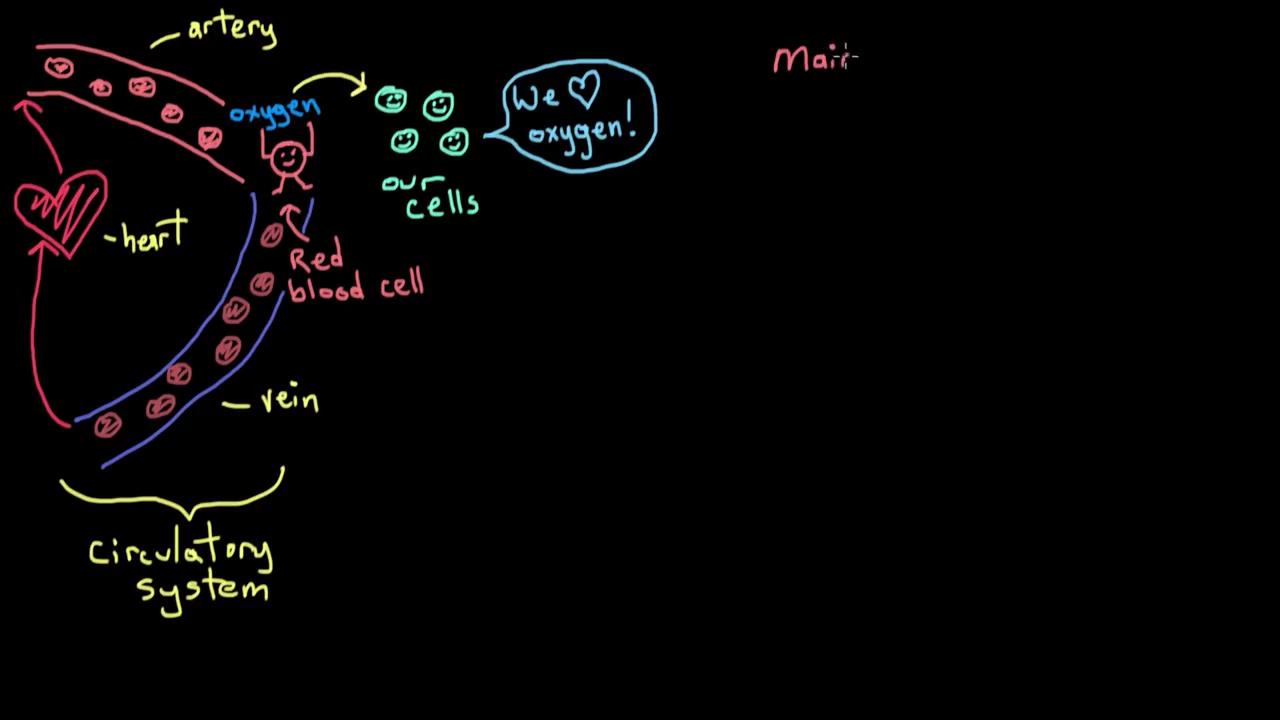 artery
oxygen
We ♡
oxygen!
our
cells
heart
Red
blood cell
vein
circulatory
system